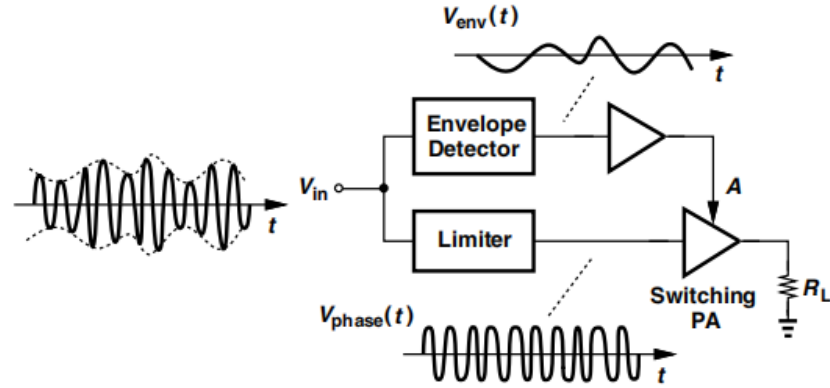 V_env(t)
t
Envelope
Detector
V_in
A
t
Limiter
R_L
Switching
PA
V_phase(t)
t